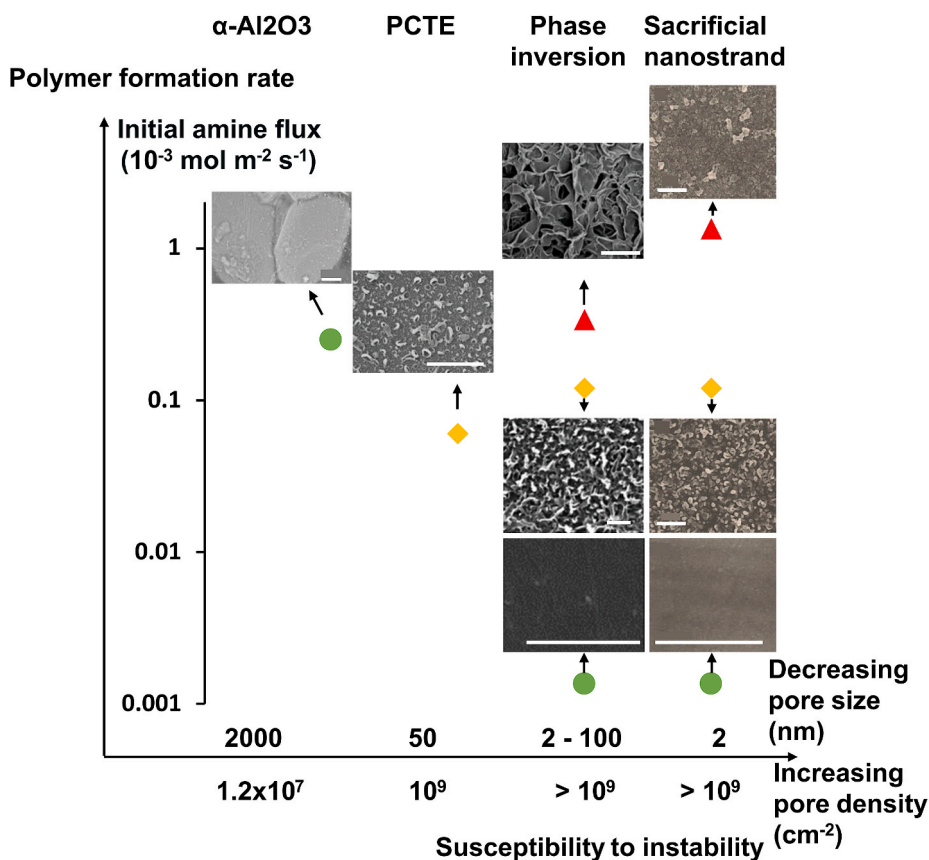 α-Al2O3 PCTE Phase inversion Sacrificial nanostrand
Polymer formation rate
Initial amine flux
(10⁻³ mol m⁻² s⁻¹)
1
0.1
0.01
0.001
Decreasing
pore size
(nm)
2000 50 2 - 100 2
1.2x10⁷ 10⁹ > 10⁹ > 10⁹
Increasing
pore density
(cm⁻²)
Susceptibility to instability